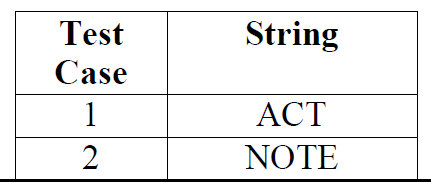 Test Case String
1 ACT
2 NOTE